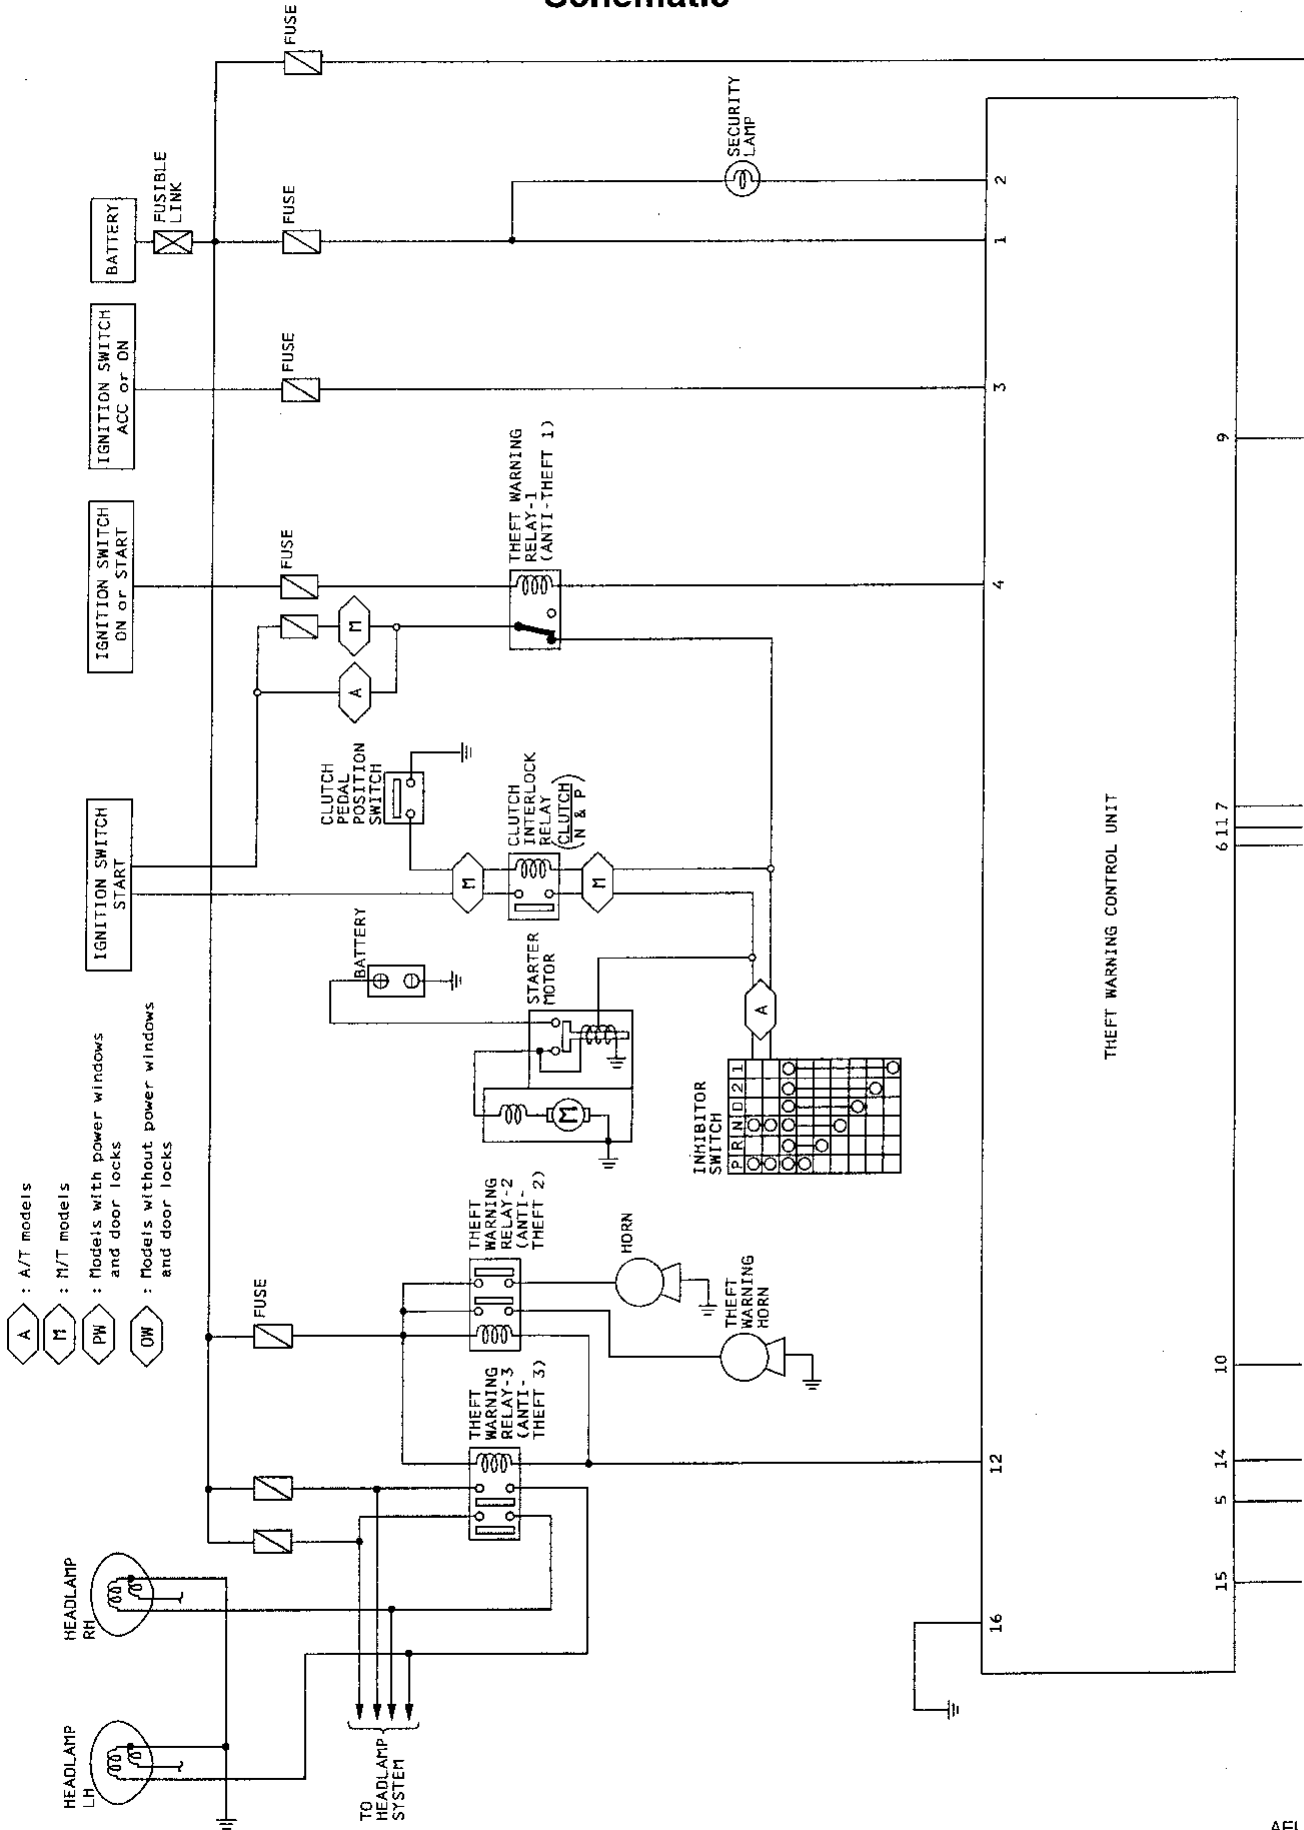 Schematic
A : A/T models
M : M/T models
PW : Models with power windows
and door locks
OW : Models without power windows
and door locks
IGNITION SWITCH
START
IGNITION SWITCH
ON or START
IGNITION SWITCH
ACC or ON
BATTERY
FUSIBLE
LINK
FUSE
FUSE
FUSE
FUSE
FUSE
HEADLAMP
LH
HEADLAMP
RH
TO
HEADLAMP
SYSTEM
THEFT
WARNING
RELAY-3
(ANTI-
THEFT 3)
THEFT
WARNING
RELAY-2
(ANTI-
THEFT 2)
HORN
THEFT
WARNING
HORN
BATTERY
STARTER
MOTOR
M
INHIBITOR
SWITCH
P R N D 2 1
A
CLUTCH
PEDAL
POSITION
SWITCH
M
CLUTCH
INTERLOCK
RELAY
(CLUTCH
N & P)
M
A
M
THEFT WARNING
RELAY-1
(ANTI-THEFT 1)
SECURITY
LAMP
16
12
4
3
1
2
THEFT WARNING CONTROL UNIT
15
5
14
10
6 11 7
9